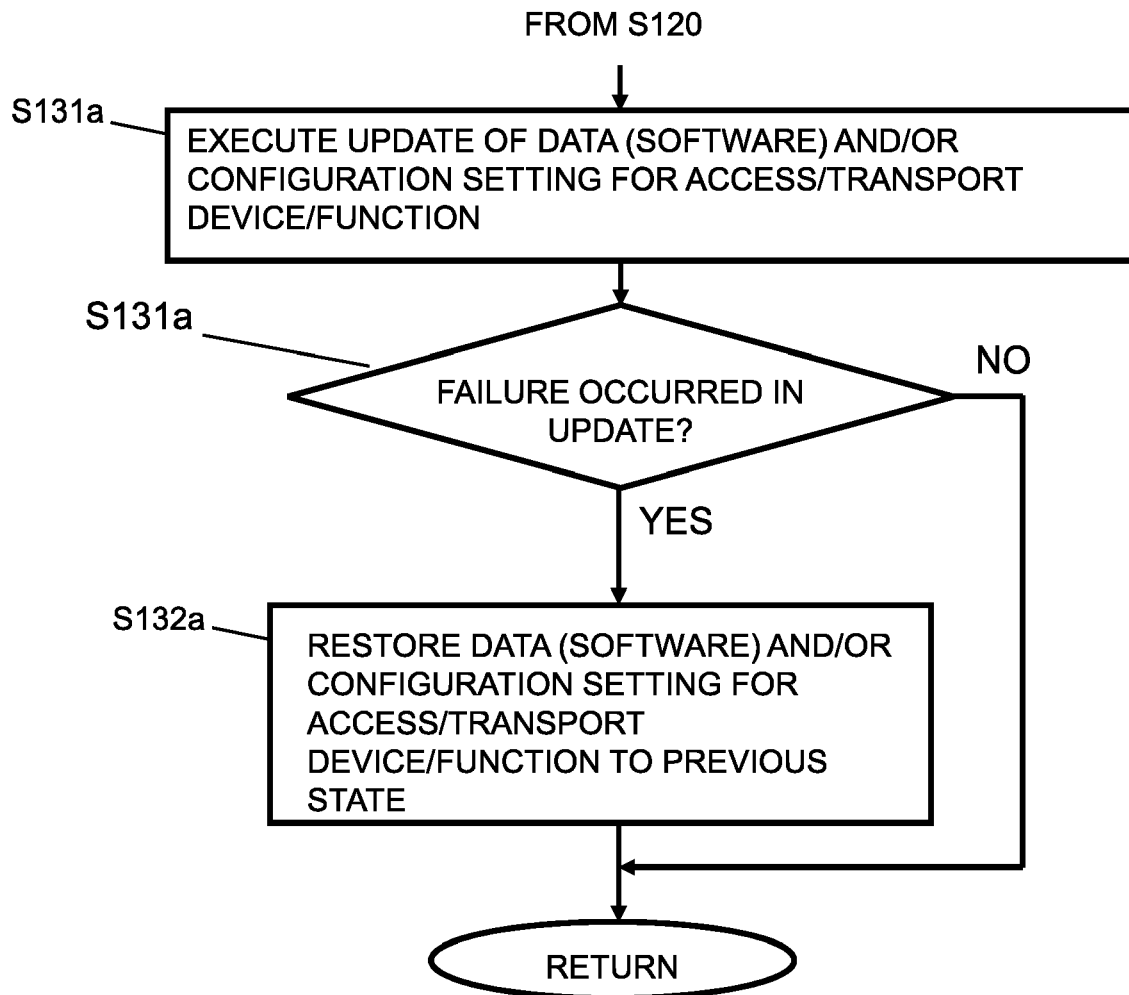 FROM S120
S131a
EXECUTE UPDATE OF DATA (SOFTWARE) AND/OR
CONFIGURATION SETTING FOR ACCESS/TRANSPORT
DEVICE/FUNCTION
S131a
FAILURE OCCURRED IN
UPDATE?
NO
YES
S132a
RESTORE DATA (SOFTWARE) AND/OR
CONFIGURATION SETTING FOR
ACCESS/TRANSPORT
DEVICE/FUNCTION TO PREVIOUS
STATE
RETURN